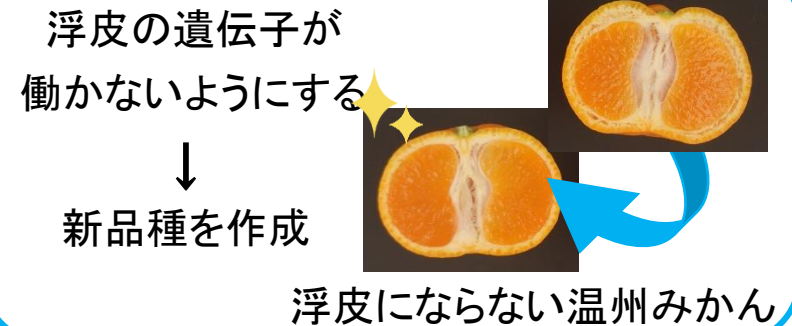 浮皮の遺伝子が
働かないようにする
↓
新品種を作成
浮皮にならない温州みかん